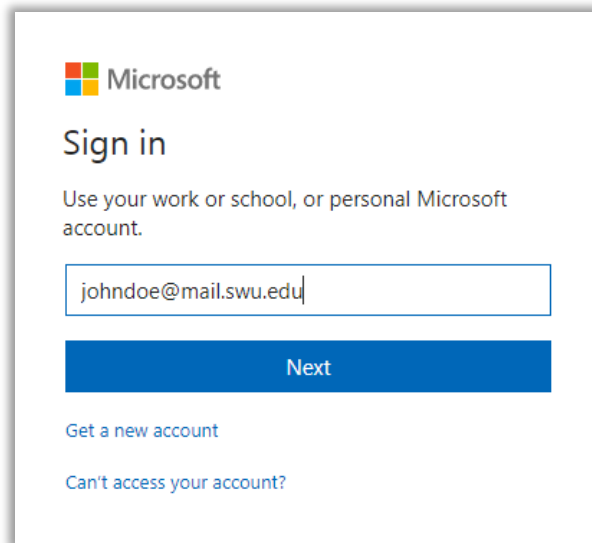 Microsoft
Sign in
Use your work or school, or personal Microsoft
account.
johndoe@mail.swu.edu
Next
Get a new account
Can't access your account?